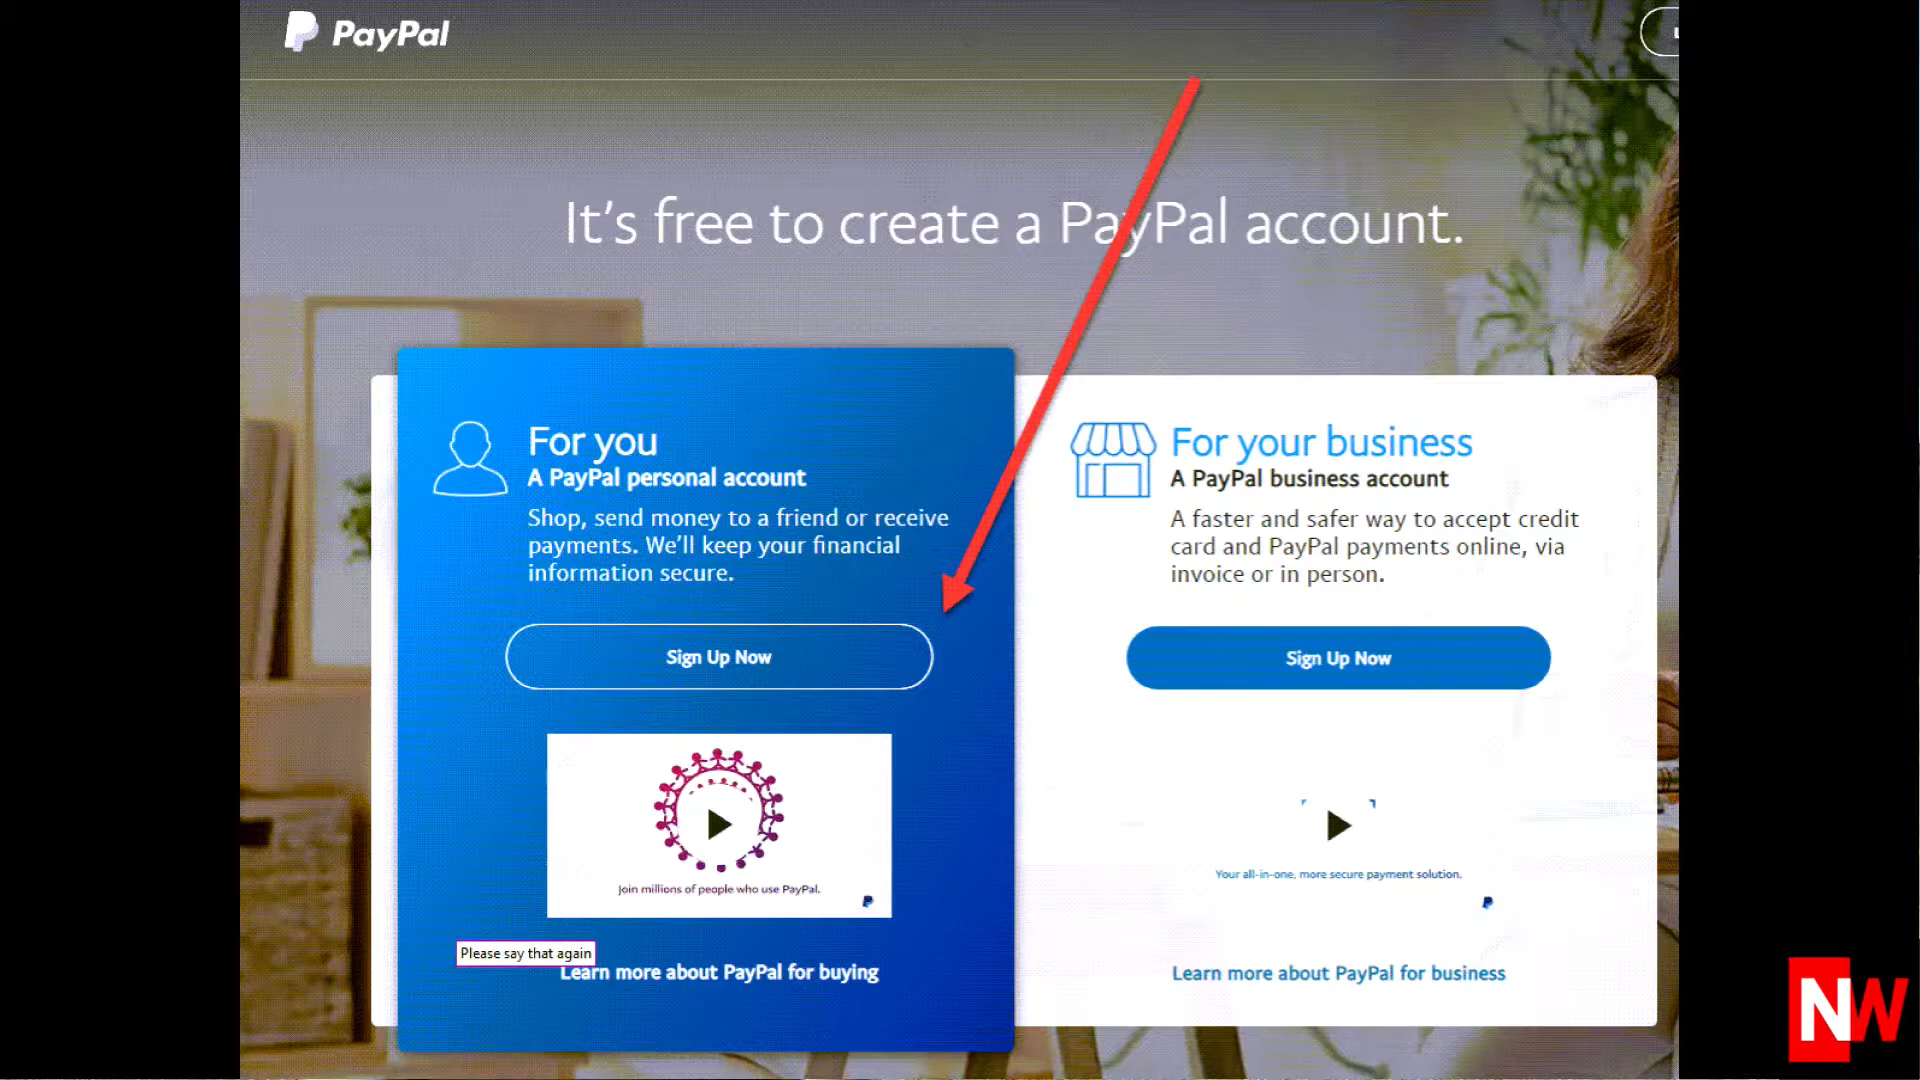 PayPal
It's free to create a PayPal account.
For you
A PayPal personal account
Shop, send money to a friend or receive
payments. We'll keep your financial
information secure.
Sign Up Now
Join millions of people who use PayPal.
Please say that again
Learn more about PayPal for buying
For your business
A PayPal business account
A faster and safer way to accept credit
card and PayPal payments online, via
invoice or in person.
Sign Up Now
Your all-in-one, more secure payment solution.
Learn more about PayPal for business
NW